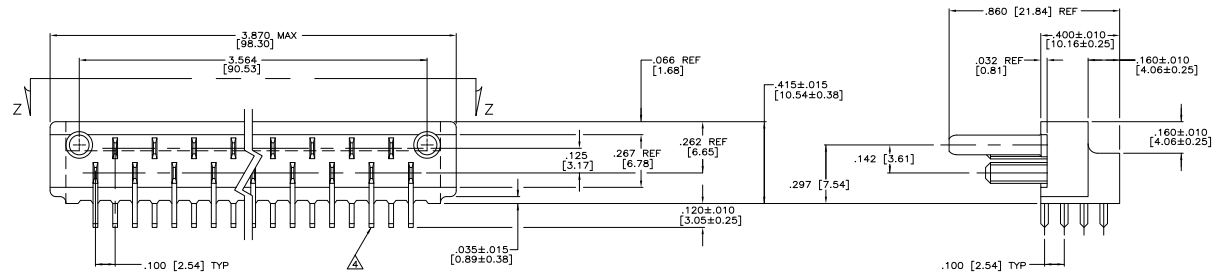 3.870 MAX
[98.30]
3.564
[90.53]
Z
Z
.066 REF
[1.68]
.415±.015
[10.54±0.38]
.125
[3.17]
.267 REF
[6.78]
.262 REF
[6.65]
.120±.010
[3.05±0.25]
.035±.015
[0.89±0.38]
.100 [2.54] TYP
4
.860 [21.84] REF
.400±.010
[10.16±0.25]
.032 REF
[0.81]
.160±.010
[4.06±0.25]
.160±.010
[4.06±0.25]
.142 [3.61]
.297 [7.54]
.100 [2.54] TYP